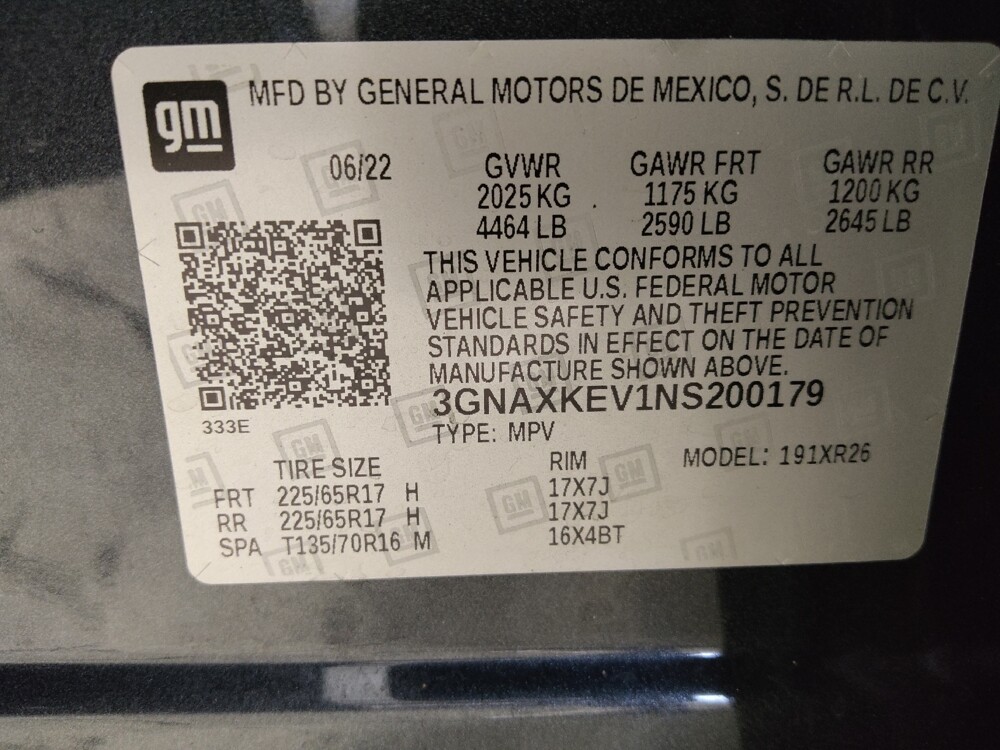 gm
MFD BY GENERAL MOTORS DE MEXICO, S. DE R.L. DE C.V.
06/22 GVWR GAWR FRT GAWR RR
2025 KG . 1175 KG 1200 KG
4464 LB 2590 LB 2645 LB
THIS VEHICLE CONFORMS TO ALL
APPLICABLE U.S. FEDERAL MOTOR
VEHICLE SAFETY AND THEFT PREVENTION
STANDARDS IN EFFECT ON THE DATE OF
MANUFACTURE SHOWN ABOVE.
3GNAXKEV1NS200179
333E
TYPE: MPV
TIRE SIZE RIM MODEL: 191XR26
FRT 225/65R17 H 17X7J
RR 225/65R17 H 17X7J
SPA T135/70R16 M 16X4BT